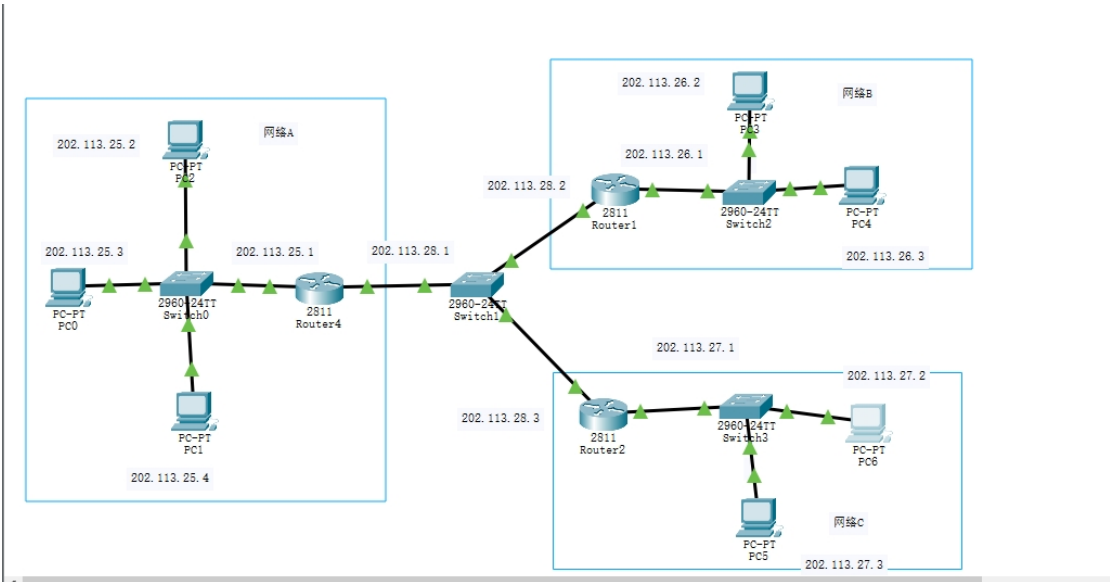 网络A
202.113.25.2
PC-PT
PC2
202.113.25.3
PC-PT
PC0
2960-24TT
Switch0
202.113.25.1
2811
Router4
PC-PT
PC1
202.113.25.4
202.113.28.1
2960-24TT
Switch1
202.113.26.2
网络B
PC-PT
PC3
202.113.26.1
202.113.28.2
2811
Router1
2960-24TT
Switch2
PC-PT
PC4
202.113.26.3
202.113.27.1
202.113.27.2
202.113.28.3
2811
Router2
2960-24TT
Switch3
PC-PT
PC6
网络C
PC-PT
PC5
202.113.27.3